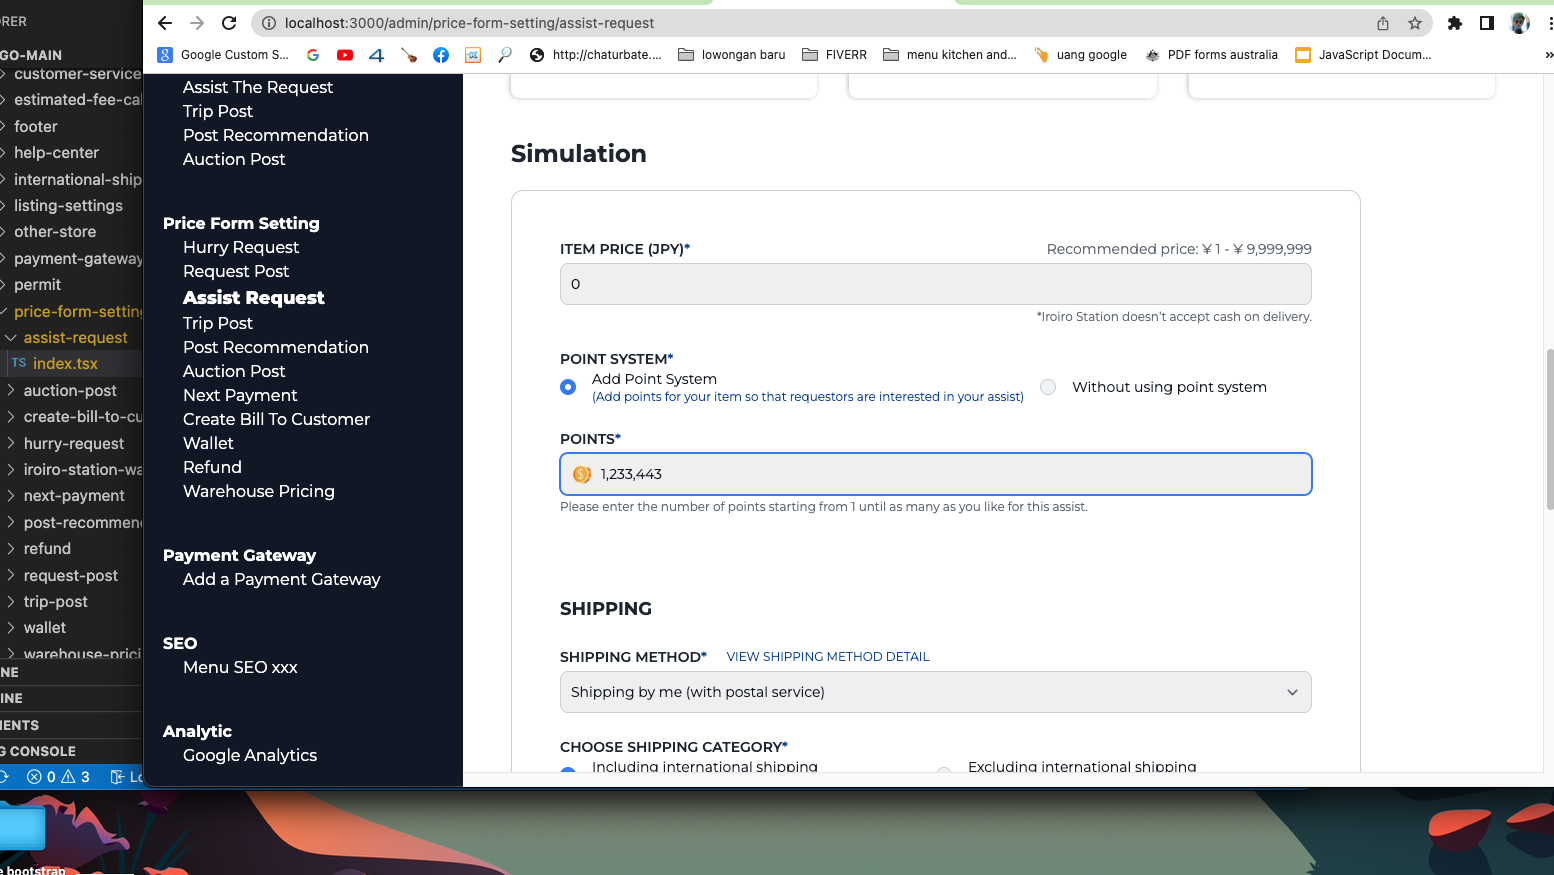 localhost:3000/admin/price-form-setting/assist-request
Google Custom S...
http://chaturbate....
lowongan baru
FIVERR
menu kitchen and...
uang google
PDF forms australia
JavaScript Docum...
»
RER
GO-MAIN
customer-service
estimated-fee-cal
footer
help-center
international-ship
listing-settings
other-store
payment-gateway
permit
price-form-setting
assist-request
TS index.tsx
auction-post
create-bill-to-cu
hurry-request
iroiro-station-wa
next-payment
post-recommen
refund
request-post
trip-post
wallet
warehouse-prici
NE
INE
MENTS
G CONSOLE
0 3 Lo
e bootstrap
Assist The Request
Trip Post
Post Recommendation
Auction Post
Price Form Setting
Hurry Request
Request Post
Assist Request
Trip Post
Post Recommendation
Auction Post
Next Payment
Create Bill To Customer
Wallet
Refund
Warehouse Pricing
Payment Gateway
Add a Payment Gateway
SEO
Menu SEO xxx
Analytic
Google Analytics
Simulation
ITEM PRICE (JPY)*
Recommended price: ¥ 1 - ¥ 9,999,999
0
*Iroiro Station doesn't accept cash on delivery.
POINT SYSTEM*
Add Point System
(Add points for your item so that requestors are interested in your assist)
Without using point system
POINTS*
1,233,443
Please enter the number of points starting from 1 until as many as you like for this assist.
SHIPPING
SHIPPING METHOD*
VIEW SHIPPING METHOD DETAIL
Shipping by me (with postal service)
CHOOSE SHIPPING CATEGORY*
Including international shipping
Excluding international shipping